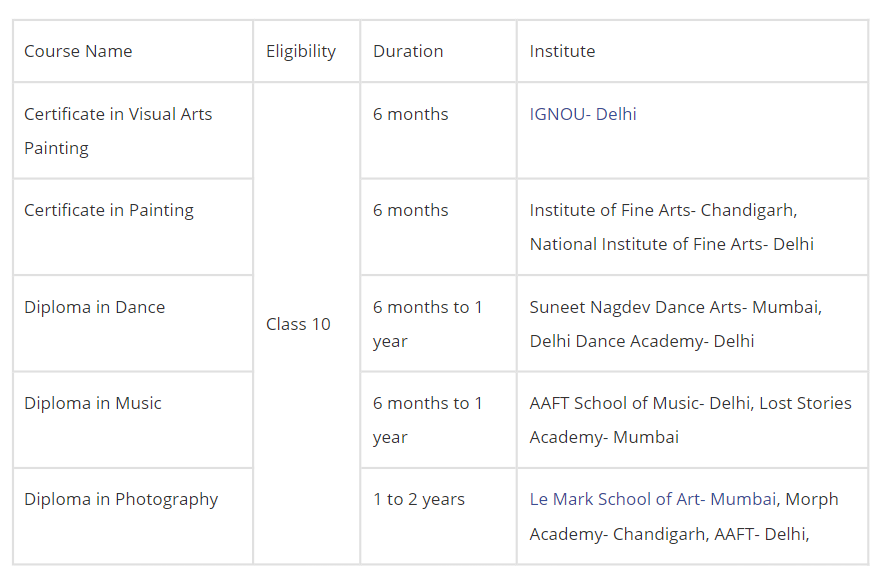 Course Name
Eligibility
Duration
Institute
Certificate in Visual Arts
Painting
6 months
IGNOU- Delhi
Certificate in Painting
6 months
Institute of Fine Arts- Chandigarh,
National Institute of Fine Arts- Delhi
Diploma in Dance
Class 10
6 months to 1
year
Suneet Nagdev Dance Arts- Mumbai,
Delhi Dance Academy- Delhi
Diploma in Music
6 months to 1
year
AAFT School of Music- Delhi, Lost Stories
Academy- Mumbai
Diploma in Photography
1 to 2 years
Le Mark School of Art- Mumbai, Morph
Academy- Chandigarh, AAFT- Delhi,